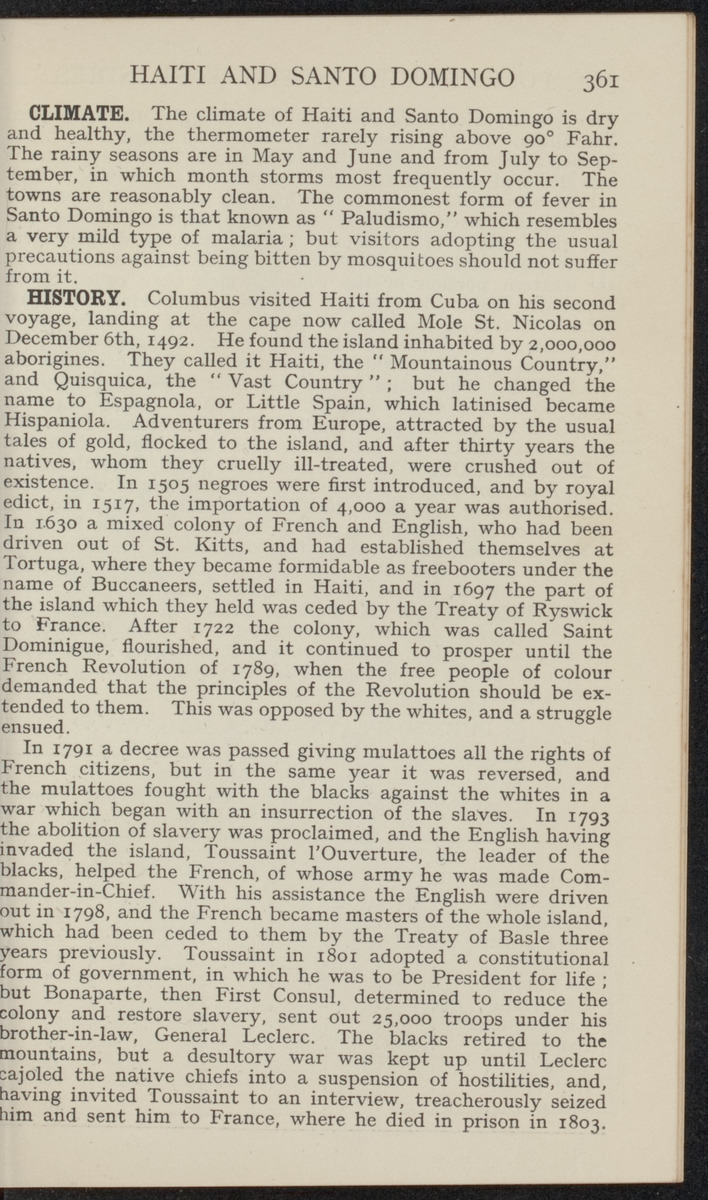 HAITI AND SANTO DOMINGO 361
CLIMATE. The climate of Haiti and Santo Domingo is dry
and healthy, the thermometer rarely rising above 90° Fahr.
The rainy seasons are in May and June and from July to Sep-
tember, in which month storms most frequently occur. The
towns are reasonably clean. The commonest form of fever in
Santo Domingo is that known as “ Paludismo,” which resembles
a very mild type of malaria ; but visitors adopting the usual
precautions against being bitten by mosquitoes should not suffer
from it.
HISTORY. Columbus visited Haiti from Cuba on his second
voyage, landing at the cape now called Mole St. Nicolas on
December 6th, 1492. He found the island inhabited by 2,000,000
aborigines. They called it Haiti, the “ Mountainous Country,”
and Quisquica, the “ Vast Country ” ; but he changed the
name to Espagnola, or Little Spain, which latinised became
Hispaniola. Adventurers from Europe, attracted by the usual
tales of gold, flocked to the island, and after thirty years the
natives, whom they cruelly ill-treated, were crushed out of
existence. In 1505 negroes were first introduced, and by royal
edict, in 1517, the importation of 4,000 a year was authorised.
In 1630 a mixed colony of French and English, who had been
driven out of St. Kitts, and had established themselves at
Tortuga, where they became formidable as freebooters under the
name of Buccaneers, settled in Haiti, and in 1697 the part of
the island which they held was ceded by the Treaty of Ryswick
to France. After 1722 the colony, which was called Saint
Dominigue, flourished, and it continued to prosper until the
French Revolution of 1789, when the free people of colour
demanded that the principles of the Revolution should be ex-
tended to them. This was opposed by the whites, and a struggle
ensued.
In 1791 a decree was passed giving mulattoes all the rights of
French citizens, but in the same year it was reversed, and
the mulattoes fought with the blacks against the whites in a
war which began with an insurrection of the slaves. In 1793
the abolition of slavery was proclaimed, and the English having
invaded the island, Toussaint l'Ouverture, the leader of the
blacks, helped the French, of whose army he was made Com-
mander-in-Chief. With his assistance the English were driven
out in 1798, and the French became masters of the whole island,
which had been ceded to them by the Treaty of Basle three
years previously. Toussaint in 1801 adopted a constitutional
form of government, in which he was to be President for life ;
but Bonaparte, then First Consul, determined to reduce the
colony and restore slavery, sent out 25,000 troops under his
brother-in-law, General Leclerc. The blacks retired to the
mountains, but a desultory war was kept up until Leclerc
cajoled the native chiefs into a suspension of hostilities, and,
having invited Toussaint to an interview, treacherously seized
him and sent him to France, where he died in prison in 1803.